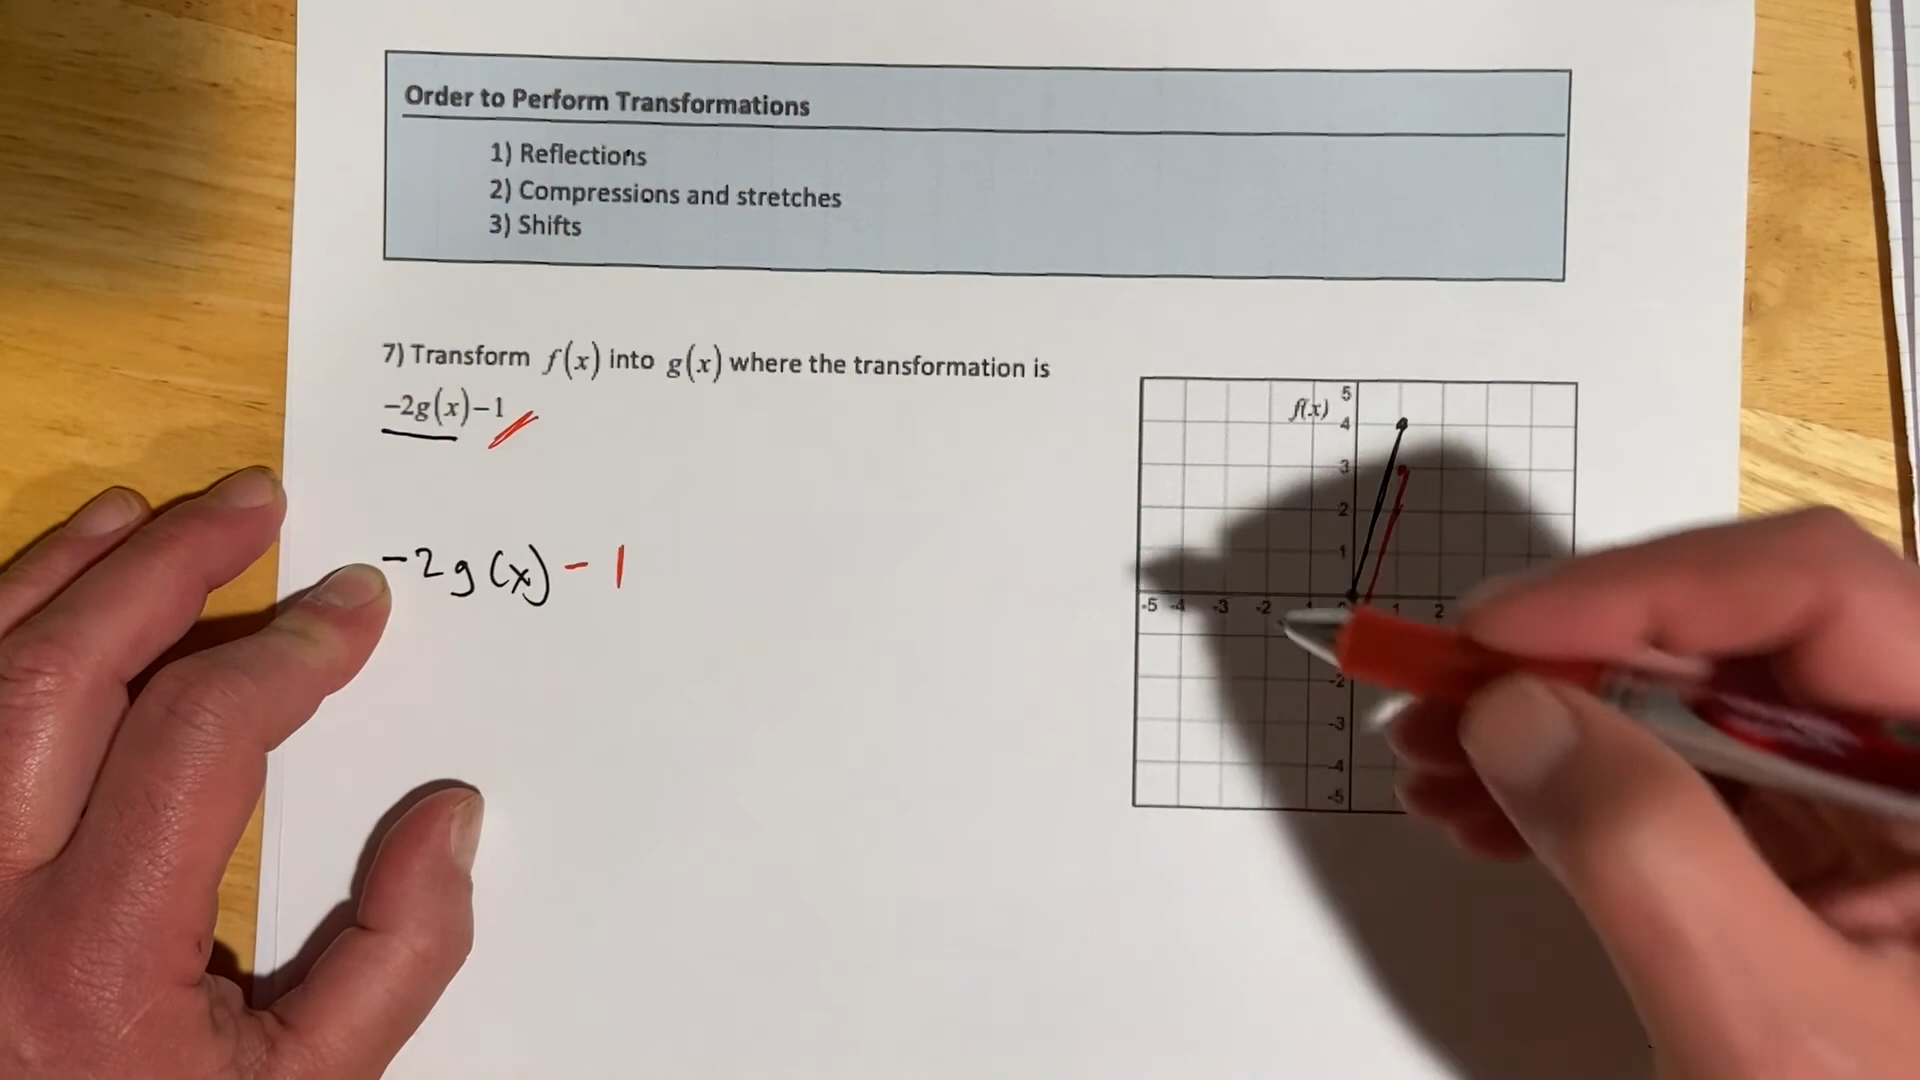 Order to Perform Transformations
1) Reflections
2) Compressions and stretches
3) Shifts
7) Transform f(x) into g(x) where the transformation is
-2g(x)-1
-2g(x) - 1
f(x)
5
4
3
2
1
-5 -4 -3 -2 1 2
-2
-3
-4
-5